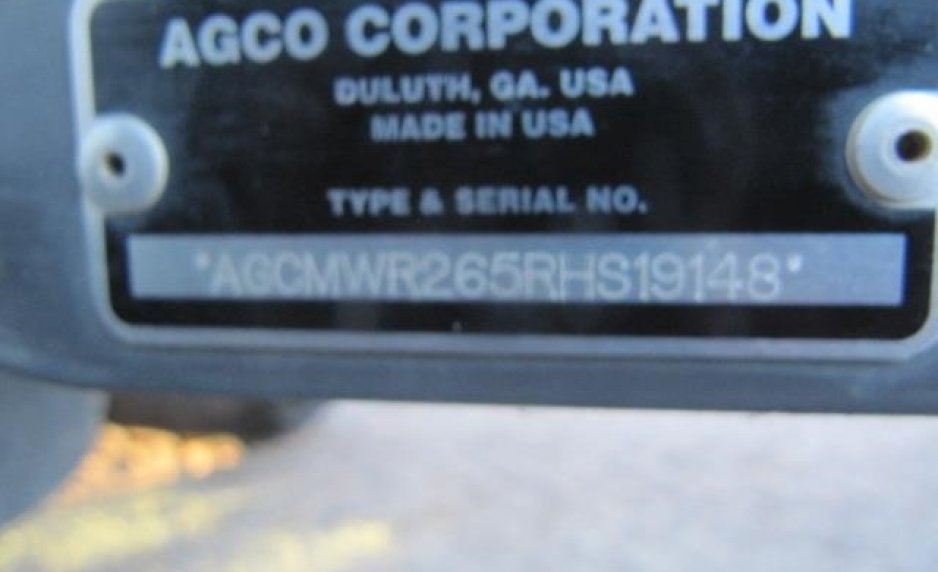 AGCO CORPORATION
DULUTH, GA. USA
MADE IN USA
TYPE & SERIAL NO.
*AGCMWR265RHS19148*